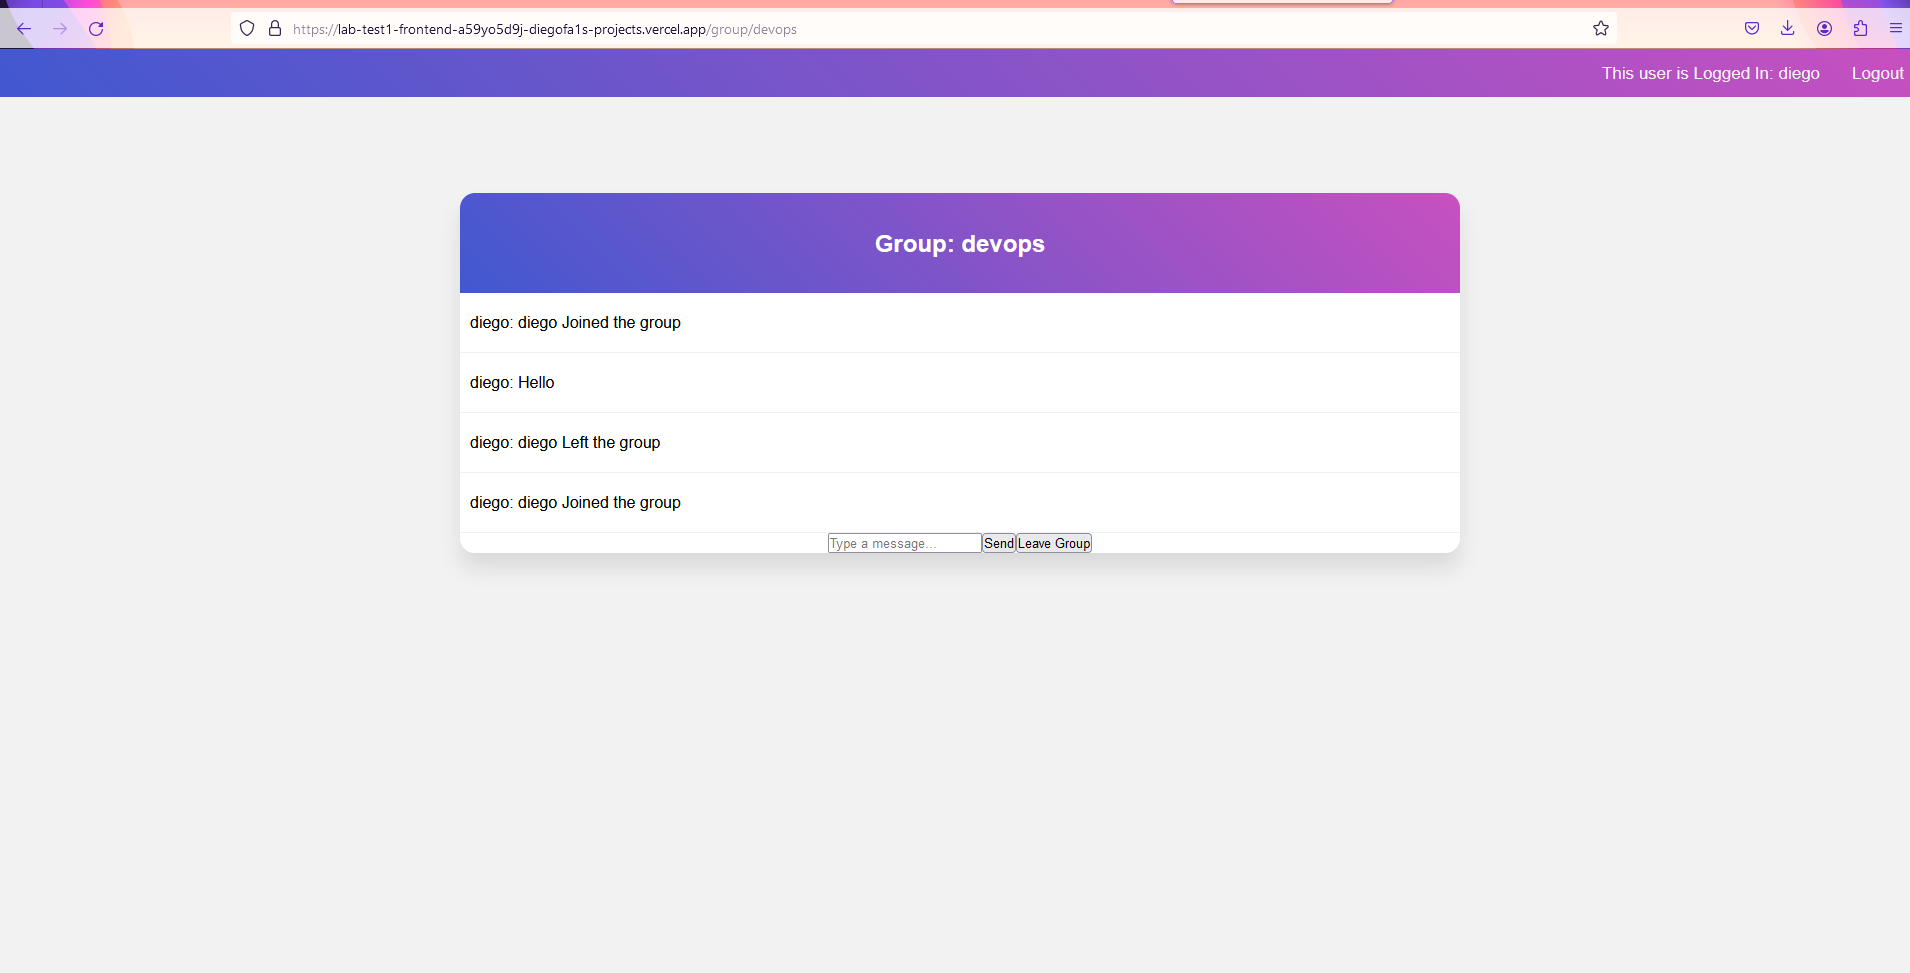 https://lab-test1-frontend-a59yo5d9j-diegofa1s-projects.vercel.app/group/devops
This user is Logged In: diego Logout
Group: devops
diego: diego Joined the group
diego: Hello
diego: diego Left the group
diego: diego Joined the group
Type a message... Send Leave Group